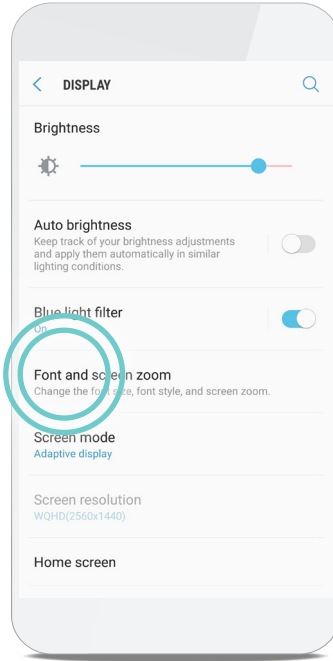 DISPLAY
Brightness
Auto brightness
Keep track of your brightness adjustments
and apply them automatically in similar
lighting conditions.
Blue light filter
On
Font and screen zoom
Change the font size, font style, and screen zoom.
Screen mode
Adaptive display
Screen resolution
WQHD(2560x1440)
Home screen